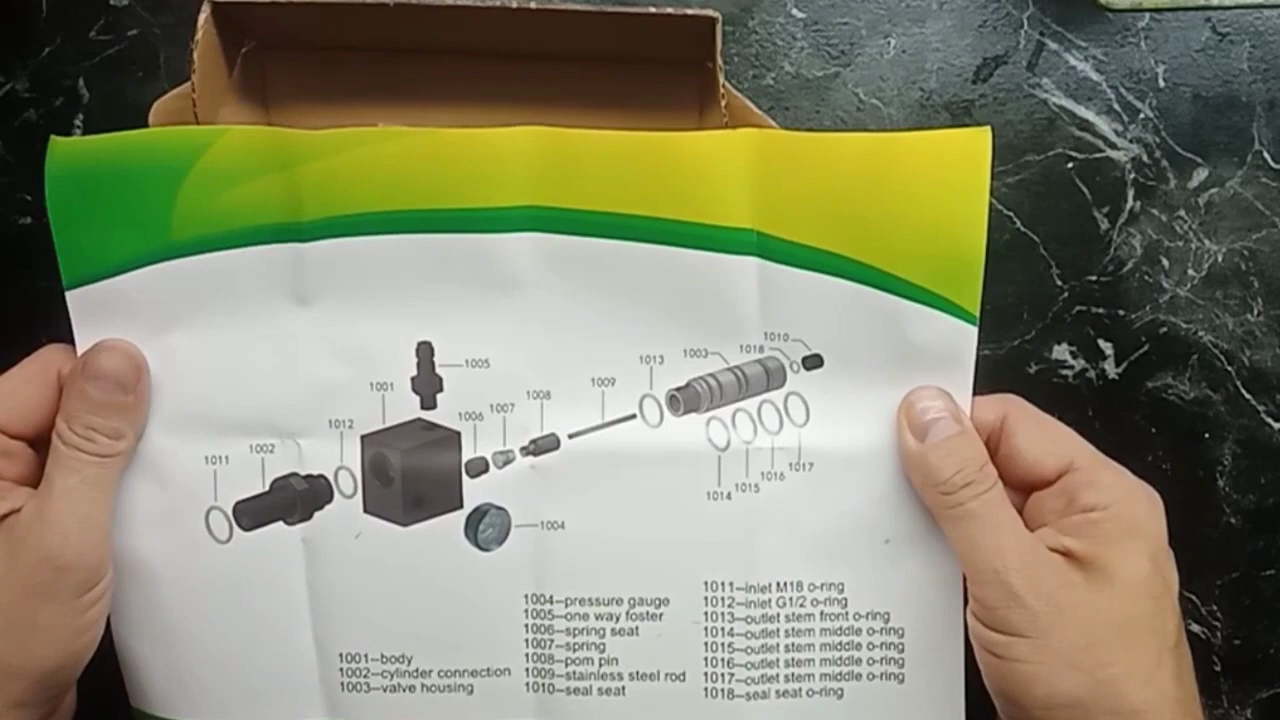 1010
1018
1003
1013
1005
1009
1001
1008
1007
1006
1012
1002
1011
1017
1016
1015
1014
1004
1001–body
1002–cylinder connection
1003–valve housing
1004–pressure gauge
1005–one way foster
1006–spring seat
1007–spring
1008–pom pin
1009–stainless steel rod
1010–seal seat
1011–inlet M18 o-ring
1012–inlet G1/2 o-ring
1013–outlet stem front o-ring
1014–outlet stem middle o-ring
1015–outlet stem middle o-ring
1016–outlet stem middle o-ring
1017–outlet stem middle o-ring
1018–seal seat o-ring